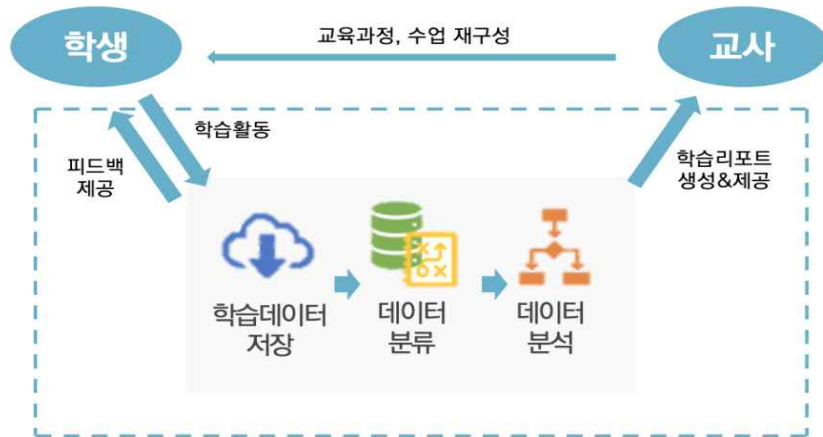 학생
교육과정, 수업 재구성
교사
학습활동
피드백
제공
학습리포트
생성&제공
학습데이터
저장
데이터
분류
데이터
분석